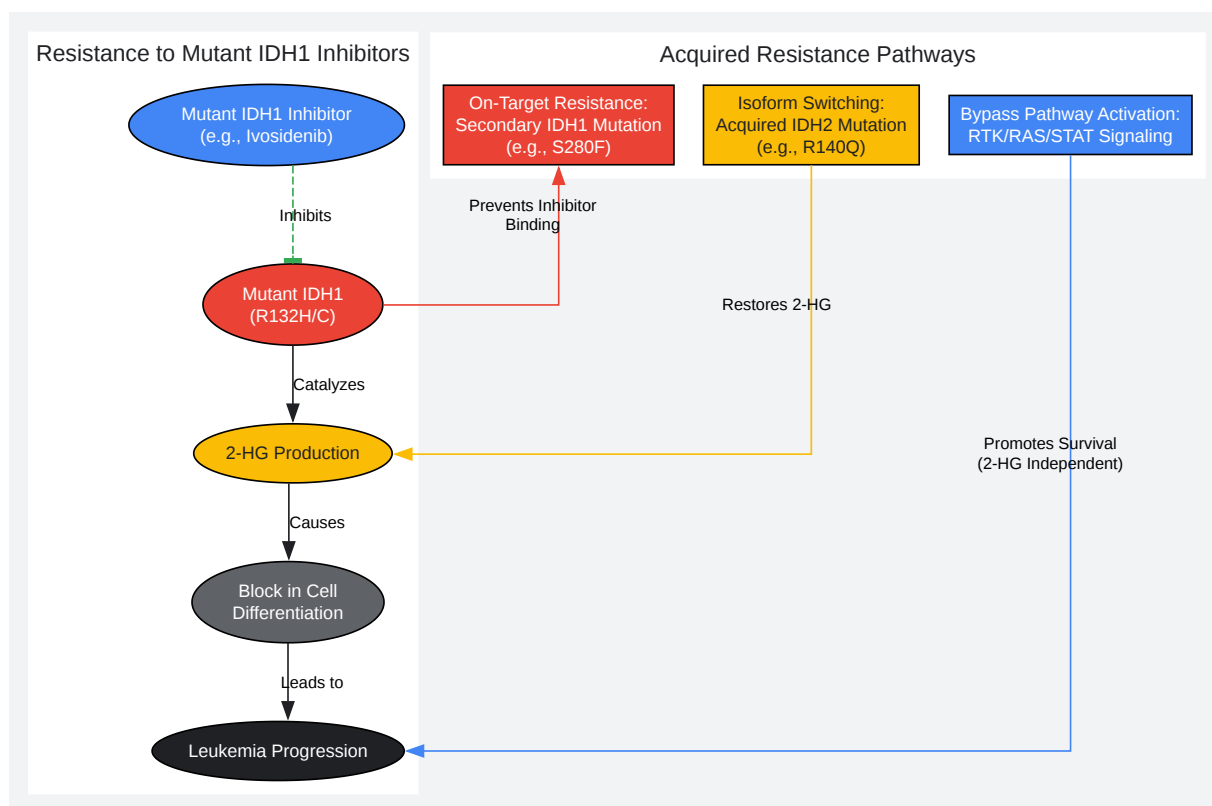 Resistance to Mutant IDH1 Inhibitors
Mutant IDH1 Inhibitor
(e.g., Ivosidenib)
Inhibits
Mutant IDH1
(R132H/C)
Catalyzes
2-HG Production
Causes
Block in Cell
Differentiation
Leads to
Leukemia Progression
Acquired Resistance Pathways
On-Target Resistance:
Secondary IDH1 Mutation
(e.g., S280F)
Isoform Switching:
Acquired IDH2 Mutation
(e.g., R140Q)
Bypass Pathway Activation:
RTK/RAS/STAT Signaling
Prevents Inhibitor
Binding
Restores 2-HG
Promotes Survival
(2-HG Independent)